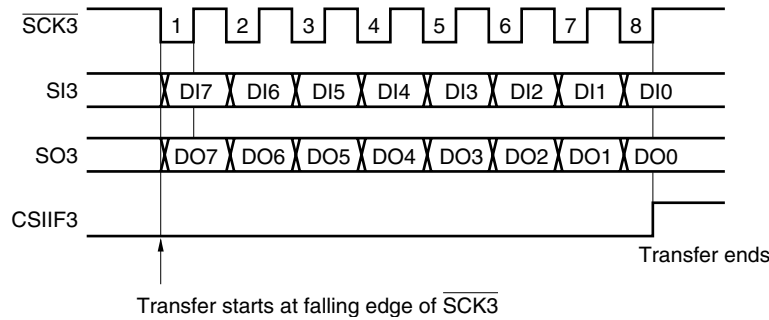 SCK3 1 2 3 4 5 6 7 8
SI3 DI7 DI6 DI5 DI4 DI3 DI2 DI1 DI0
SO3 DO7 DO6 DO5 DO4 DO3 DO2 DO1 DO0
CSIIF3
Transfer ends
Transfer starts at falling edge of SCK3